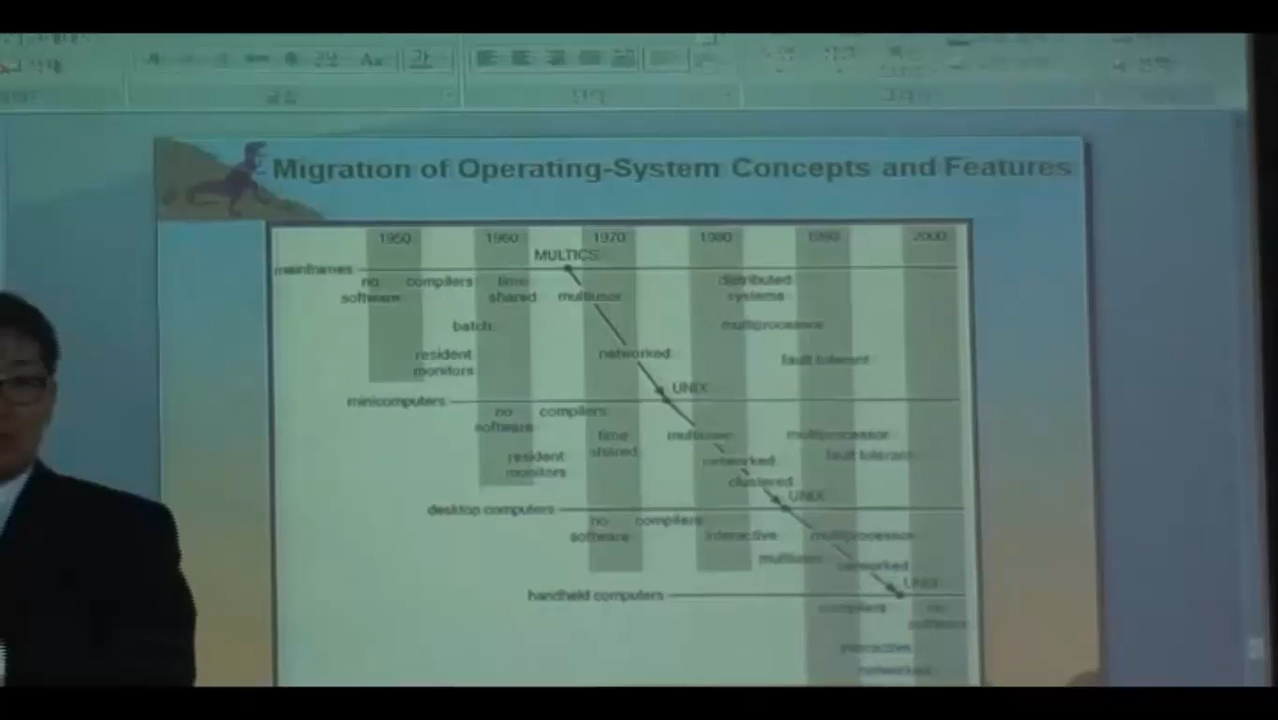 가
Migration of Operating-System Concepts and Features
1950 1960 1970 1980 1990 2000
MULTICS
mainframes
no compilers time distributed
software shared multiuser systems
batch multiprocessor
resident networked fault tolerant
monitors
UNIX
minicomputers
no compilers
software time multiuser multiprocessor
resident shared networked fault tolerant
monitors clustered
UNIX
desktop computers
no compilers
software interactive multiprocessor
multiuser networked
UNIX
handheld computers
compilers no
software
interactive
networked